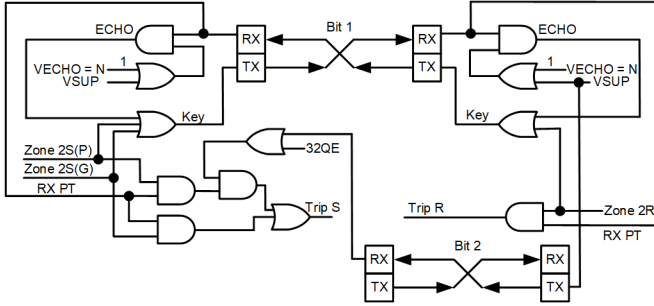 Bit 1
ECHO
RX
RX
ECHO
VECHO = N
1
VSUP
TX
TX
1
VECHO = N
VSUP
Key
Key
Zone 2S(P)
32QE
Zone 2S(G)
RX PT
Trip S
Trip R
Zone 2R
RX PT
Bit 2
RX
RX
TX
TX